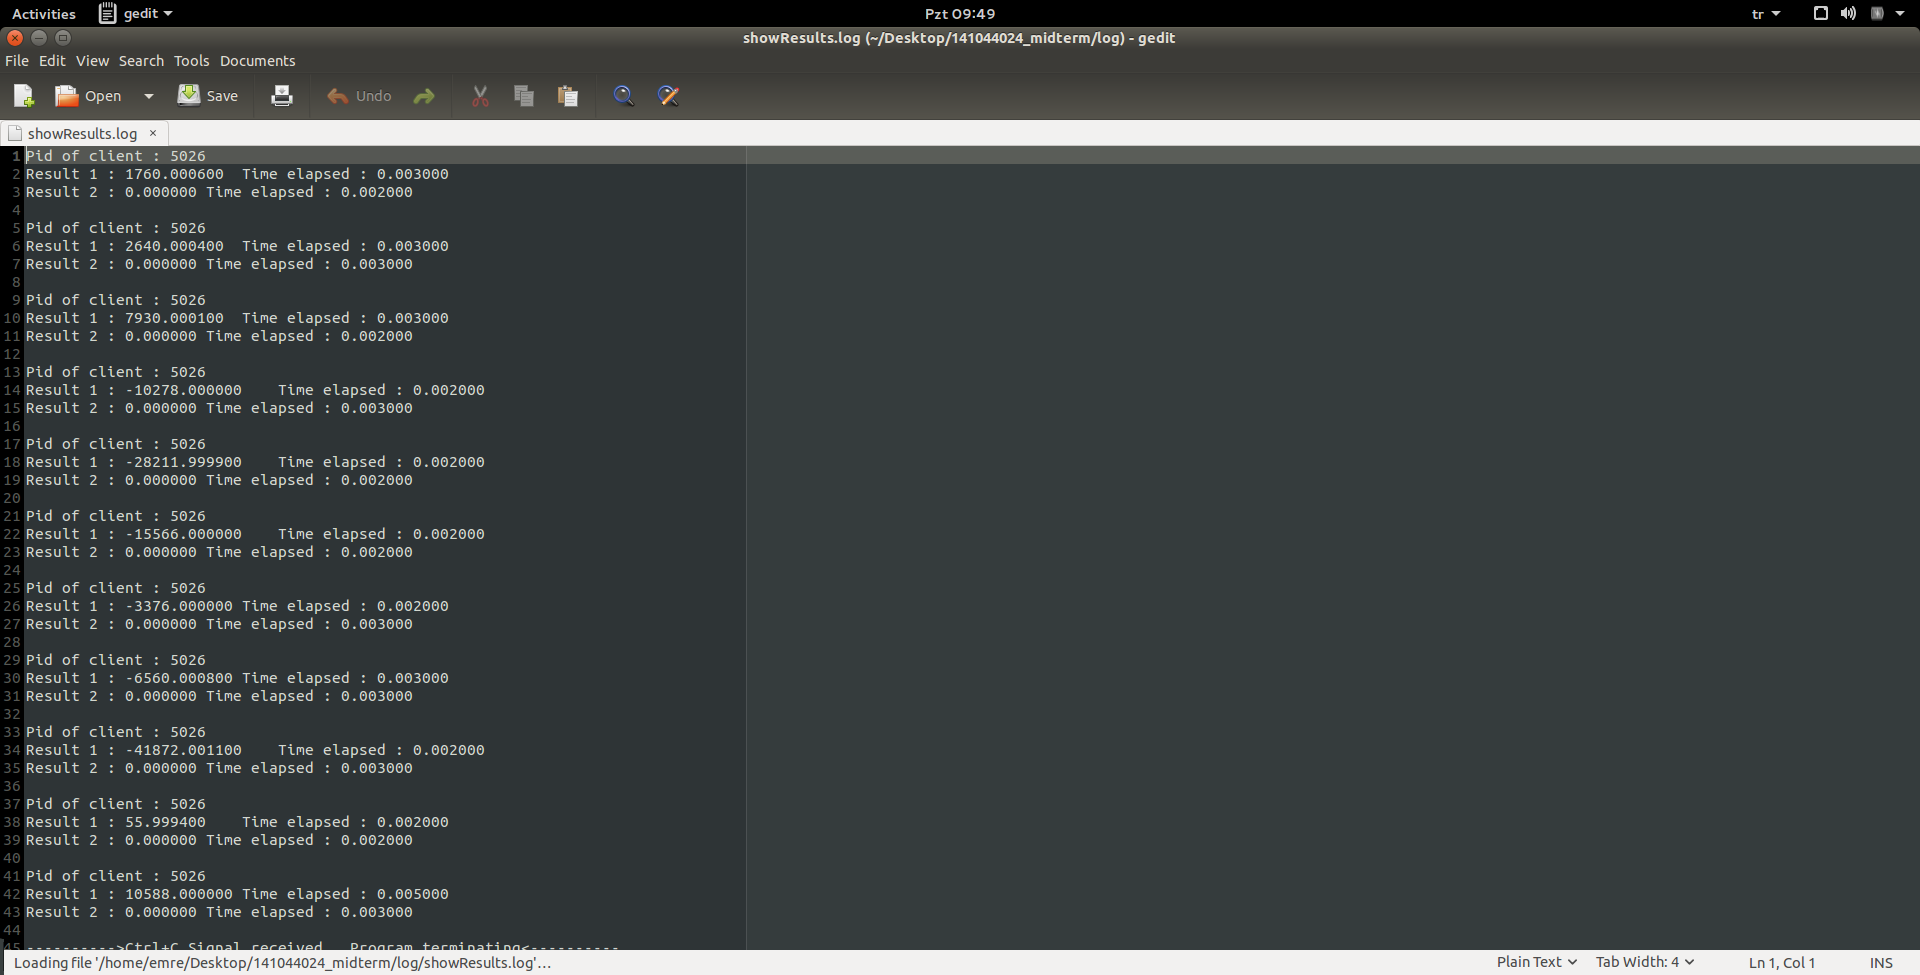 Activities gedit Pzt 09:49 tr
showResults.log (~/Desktop/141044024_midterm/log) - gedit
File Edit View Search Tools Documents
Open Save Undo
showResults.log ×
1 Pid of client : 5026
2 Result 1 : 1760.000600  Time elapsed : 0.003000
3 Result 2 : 0.000000 Time elapsed : 0.002000
4
5 Pid of client : 5026
6 Result 1 : 2640.000400  Time elapsed : 0.003000
7 Result 2 : 0.000000 Time elapsed : 0.003000
8
9 Pid of client : 5026
10 Result 1 : 7930.000100  Time elapsed : 0.003000
11 Result 2 : 0.000000 Time elapsed : 0.002000
12
13 Pid of client : 5026
14 Result 1 : -10278.000000    Time elapsed : 0.002000
15 Result 2 : 0.000000 Time elapsed : 0.003000
16
17 Pid of client : 5026
18 Result 1 : -28211.999900    Time elapsed : 0.002000
19 Result 2 : 0.000000 Time elapsed : 0.002000
20
21 Pid of client : 5026
22 Result 1 : -15566.000000    Time elapsed : 0.002000
23 Result 2 : 0.000000 Time elapsed : 0.002000
24
25 Pid of client : 5026
26 Result 1 : -3376.000000 Time elapsed : 0.002000
27 Result 2 : 0.000000 Time elapsed : 0.003000
28
29 Pid of client : 5026
30 Result 1 : -6560.000800 Time elapsed : 0.003000
31 Result 2 : 0.000000 Time elapsed : 0.003000
32
33 Pid of client : 5026
34 Result 1 : -41872.001100    Time elapsed : 0.002000
35 Result 2 : 0.000000 Time elapsed : 0.003000
36
37 Pid of client : 5026
38 Result 1 : 55.999400    Time elapsed : 0.002000
39 Result 2 : 0.000000 Time elapsed : 0.002000
40
41 Pid of client : 5026
42 Result 1 : 10588.000000 Time elapsed : 0.005000
43 Result 2 : 0.000000 Time elapsed : 0.003000
44
45 ---------->Ctrl+C Signal received.  Program terminating<----------
Loading file '/home/emre/Desktop/141044024_midterm/log/showResults.log'… Plain Text Tab Width: 4 Ln 1, Col 1 INS